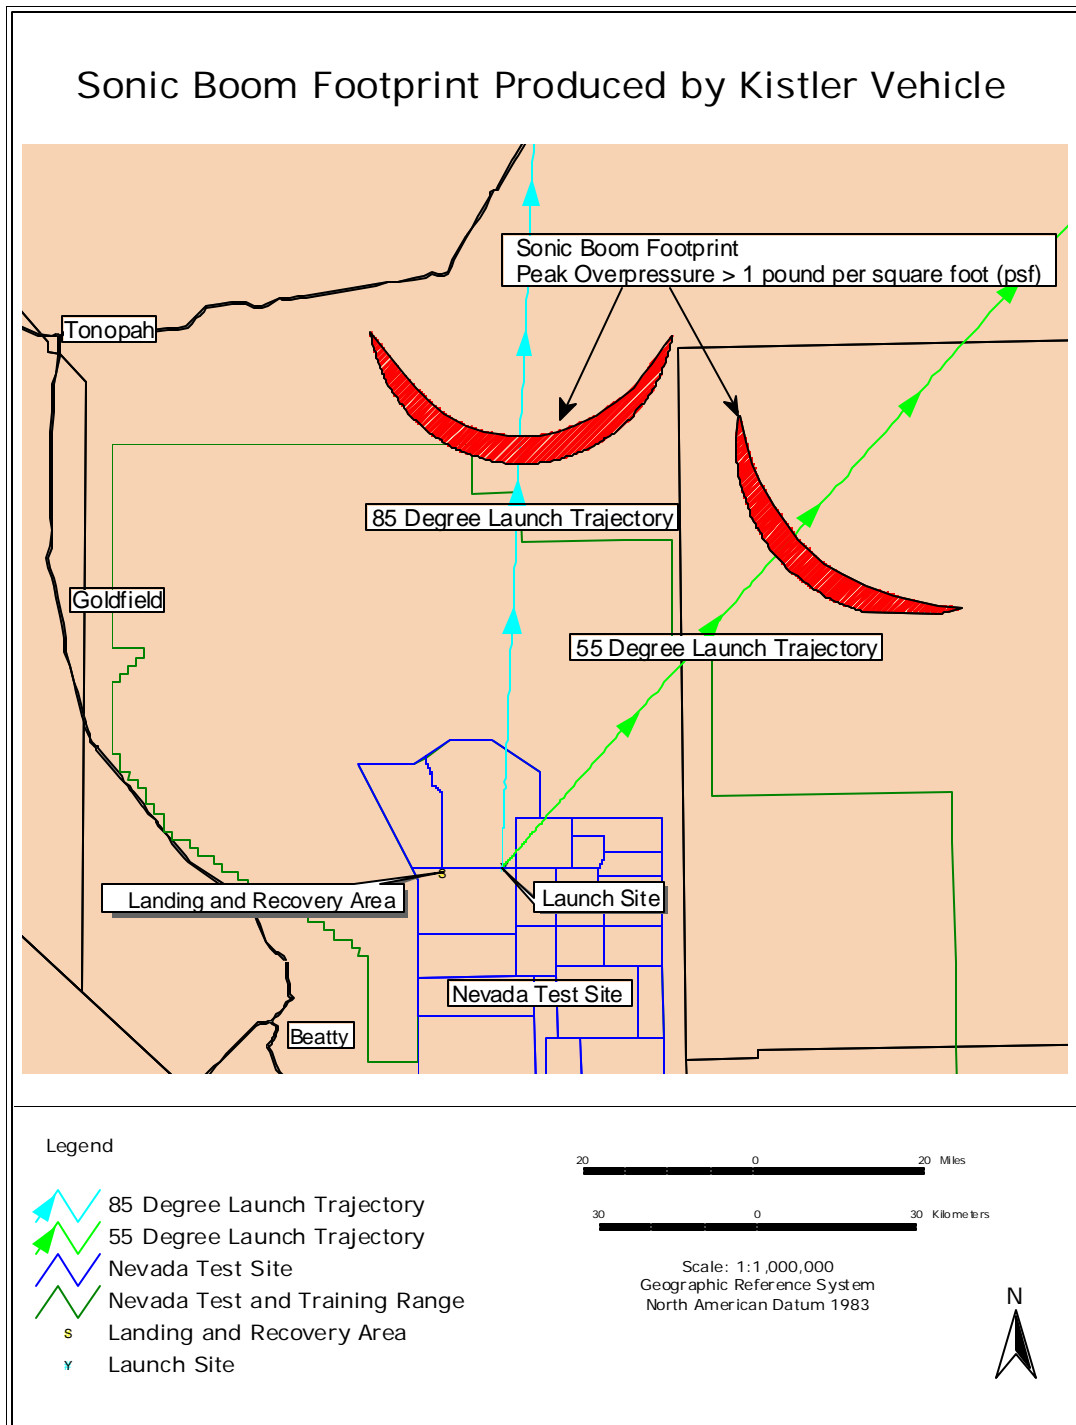 Sonic Boom Footprint Produced by Kistler Vehicle
Sonic Boom Footprint
Peak Overpressure > 1 pound per square foot (psf)
Tonopah
85 Degree Launch Trajectory
Goldfield
55 Degree Launch Trajectory
S
Landing and Recovery Area
Launch Site
Nevada Test Site
Beatty
Legend
85 Degree Launch Trajectory
55 Degree Launch Trajectory
Nevada Test Site
Nevada Test and Training Range
S Landing and Recovery Area
Y Launch Site
20 0 20 Miles
30 0 30 Kilometers
Scale: 1:1,000,000
Geographic Reference System
North American Datum 1983
N